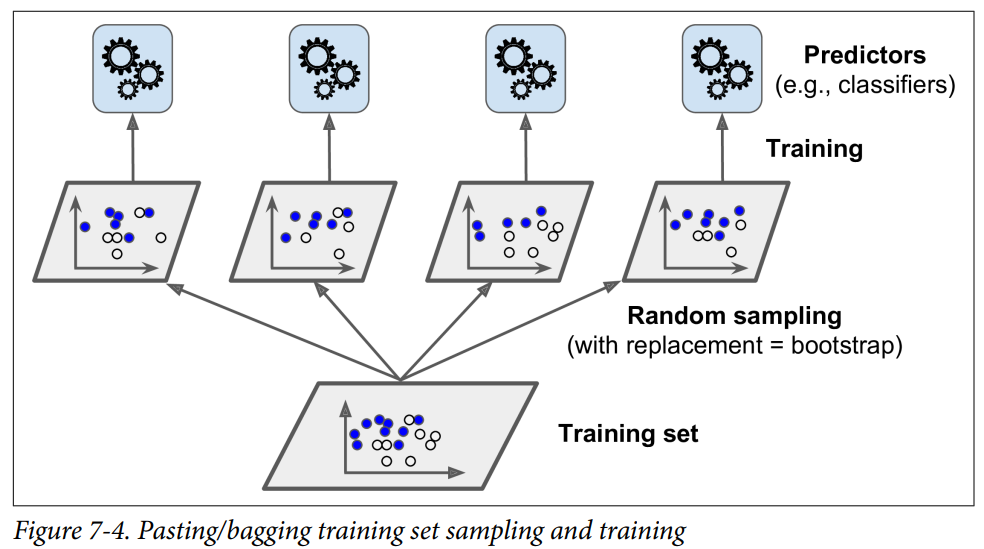 Predictors
(e.g., classifiers)
Training
Random sampling
(with replacement = bootstrap)
Training set
Figure 7-4. Pasting/bagging training set sampling and training